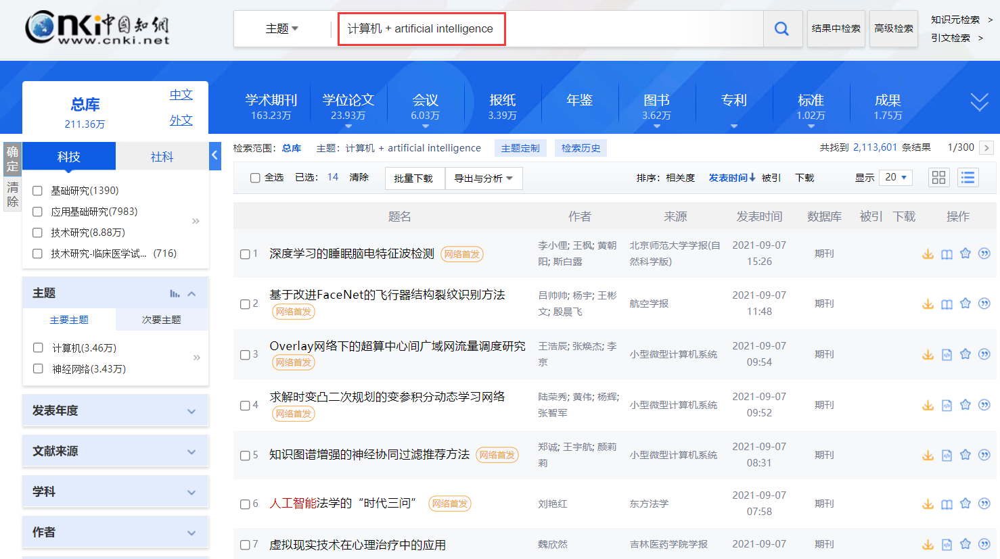 cnki中国知网
www.cnki.net
主题
计算机 + artificial intelligence
结果中检索
高级检索
知识元检索 >
引文检索 >
总库
211.36万
中文
外文
学术期刊
163.23万
学位论文
23.93万
会议
6.03万
报纸
3.39万
年鉴
图书
3.62万
专利
标准
1.02万
成果
1.75万
确定
清除
科技
社科
基础研究(1390)
应用基础研究(7983)
技术研究(8.88万)
技术研究-临床医学试... (716)
»
主题
主要主题
次要主题
计算机(3.46万)
神经网络(3.43万)
»
发表年度
文献来源
学科
作者
检索范围：总库 主题：计算机 + artificial intelligence 主题定制 检索历史 共找到 2,113,601 条结果 1/300 >
全选 已选：14 清除 批量下载 导出与分析 排序：相关度 发表时间↓ 被引 下载 显示 20
题名 作者 来源 发表时间 数据库 被引 下载 操作
1 深度学习的睡眠脑电特征波检测 网络首发
李小俚; 王枫; 黄朝
阳; 斯白露
北京师范大学学报(自
然科学版)
2021-09-07
15:26
期刊
2 基于改进FaceNet的飞行器结构裂纹识别方法
网络首发
吕帅帅; 杨宇; 王彬
文; 殷晨飞
航空学报
2021-09-07
11:48
期刊
3 Overlay网络下的超算中心间广域网流量调度研究
网络首发
王浩辰; 张焕杰; 李
京
小型微型计算机系统
2021-09-07
09:54
期刊
4 求解时变凸二次规划的变参积分动态学习网络
网络首发
陆荣秀; 黄伟; 杨辉;
张智军
小型微型计算机系统
2021-09-07
09:52
期刊
5 知识图谱增强的神经协同过滤推荐方法 网络首发
郑诚; 王宇航; 颜莉
莉
小型微型计算机系统
2021-09-07
08:31
期刊
6 人工智能法学的“时代三问” 网络首发
刘艳红
东方法学
2021-09-07
07:58
期刊
7 虚拟现实技术在心理治疗中的应用
魏欣然
吉林医药学院学报
2021-09-07
期刊